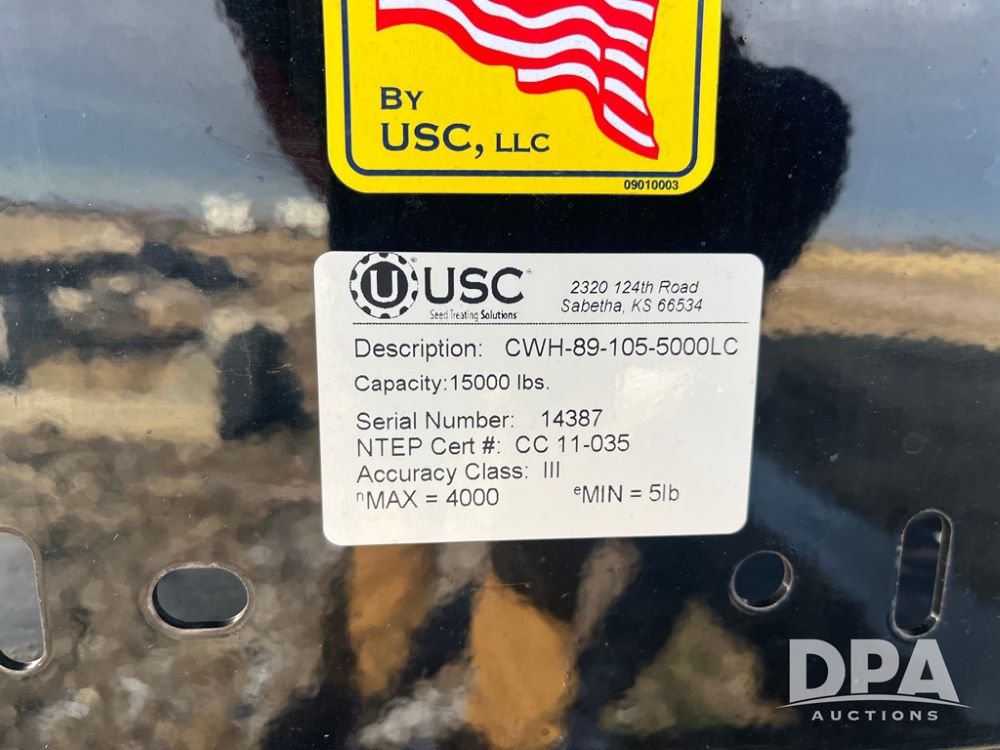 BY
USC, LLC
09010003
U USC
Seed Treating Solutions
2320 124th Road
Sabetha, KS 66534
Description: CWH-89-105-5000LC
Capacity:15000 lbs.
Serial Number: 14387
NTEP Cert #: CC 11-035
Accuracy Class: III
nMAX = 4000 eMIN = 5lb
DPA
AUCTIONS